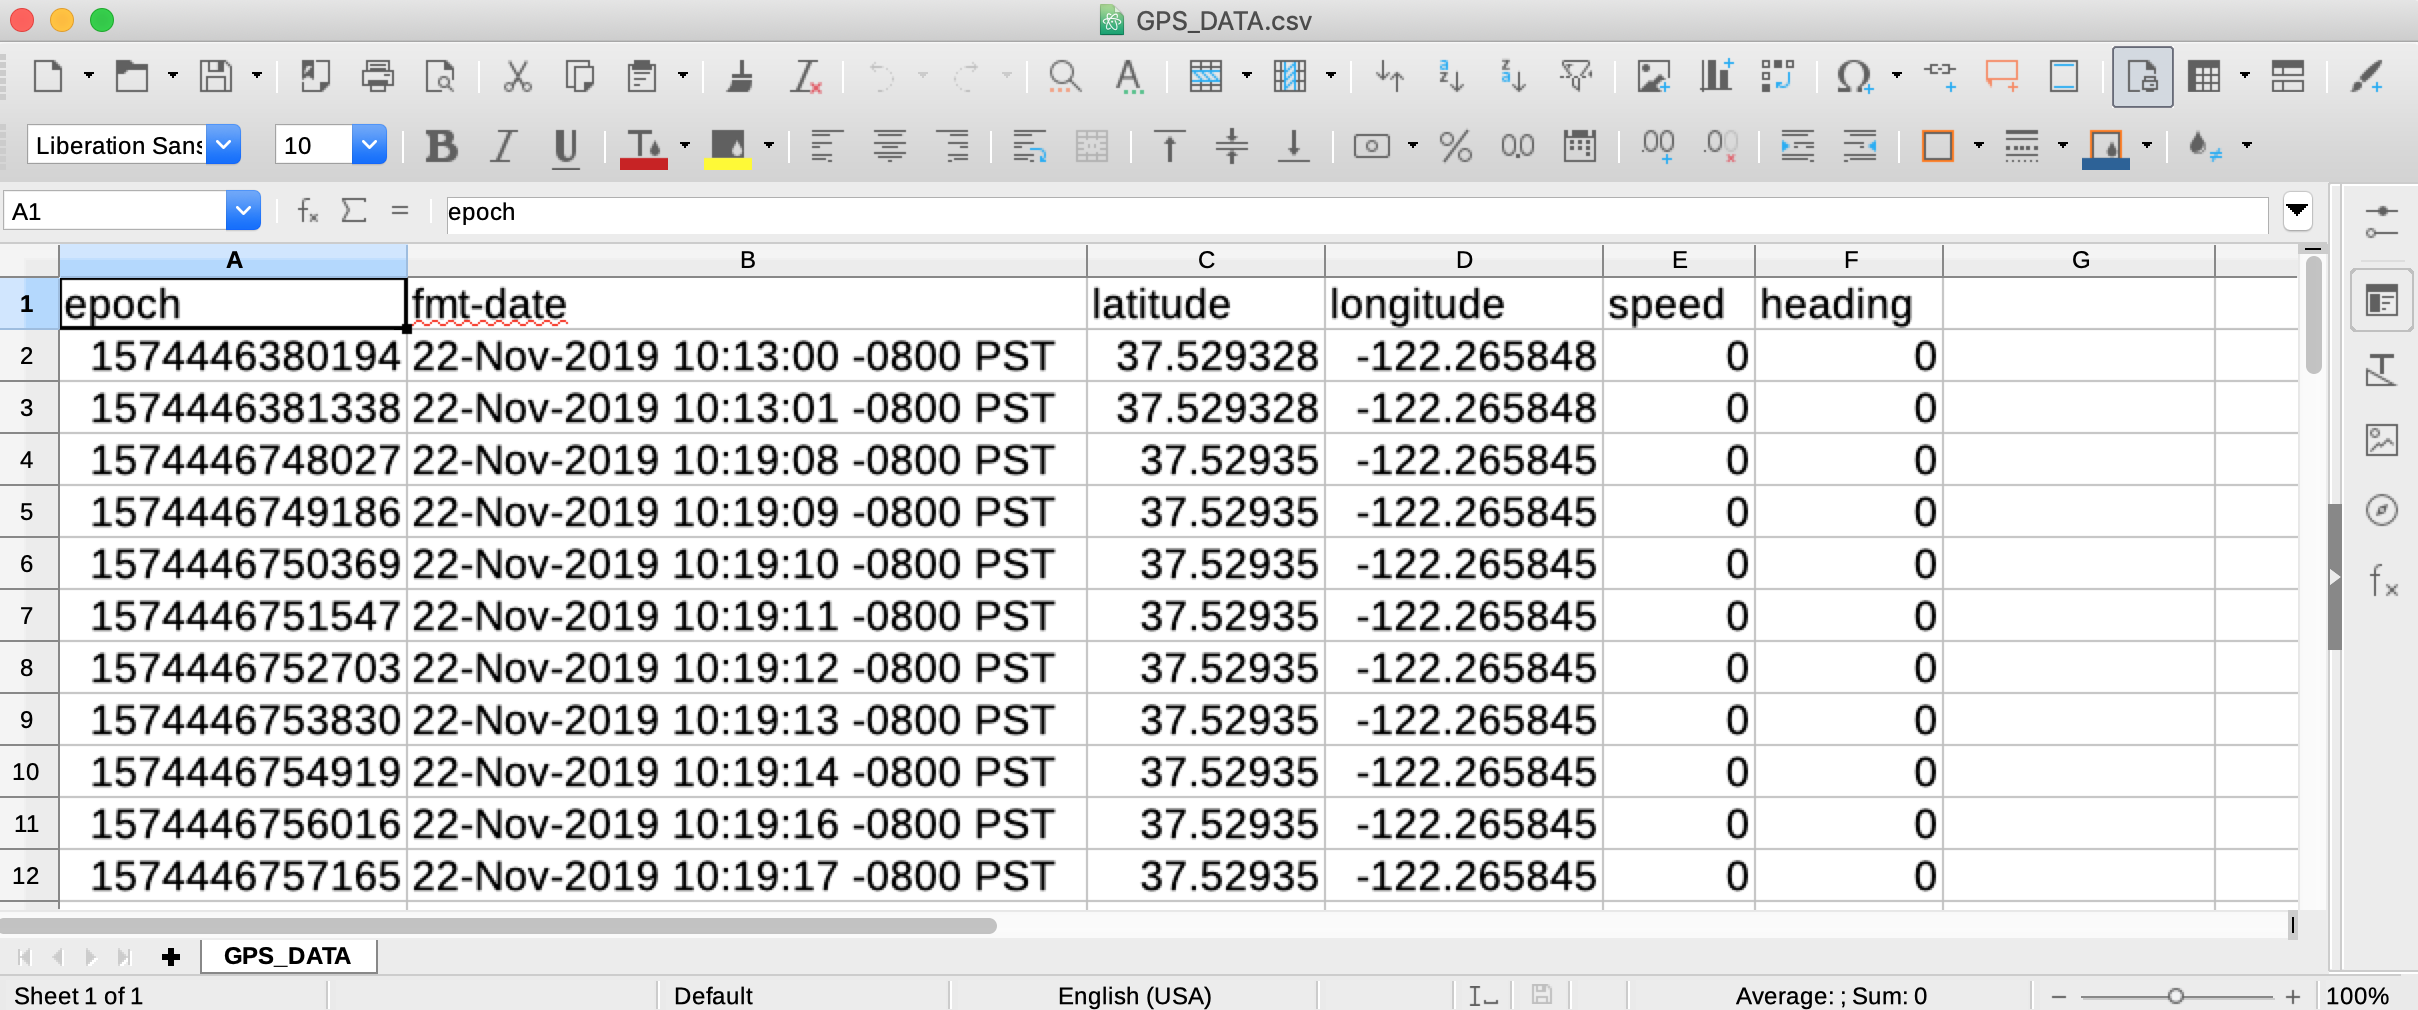 GPS_DATA.csv
Liberation Sans 10
A1 epoch
A B C D E F G
1 epoch fmt-date latitude longitude speed heading
2 1574446380194 22-Nov-2019 10:13:00 -0800 PST 37.529328 -122.265848 0 0
3 1574446381338 22-Nov-2019 10:13:01 -0800 PST 37.529328 -122.265848 0 0
4 1574446748027 22-Nov-2019 10:19:08 -0800 PST 37.52935 -122.265845 0 0
5 1574446749186 22-Nov-2019 10:19:09 -0800 PST 37.52935 -122.265845 0 0
6 1574446750369 22-Nov-2019 10:19:10 -0800 PST 37.52935 -122.265845 0 0
7 1574446751547 22-Nov-2019 10:19:11 -0800 PST 37.52935 -122.265845 0 0
8 1574446752703 22-Nov-2019 10:19:12 -0800 PST 37.52935 -122.265845 0 0
9 1574446753830 22-Nov-2019 10:19:13 -0800 PST 37.52935 -122.265845 0 0
10 1574446754919 22-Nov-2019 10:19:14 -0800 PST 37.52935 -122.265845 0 0
11 1574446756016 22-Nov-2019 10:19:16 -0800 PST 37.52935 -122.265845 0 0
12 1574446757165 22-Nov-2019 10:19:17 -0800 PST 37.52935 -122.265845 0 0
GPS_DATA
Sheet 1 of 1 Default English (USA) Average: ; Sum: 0 100%